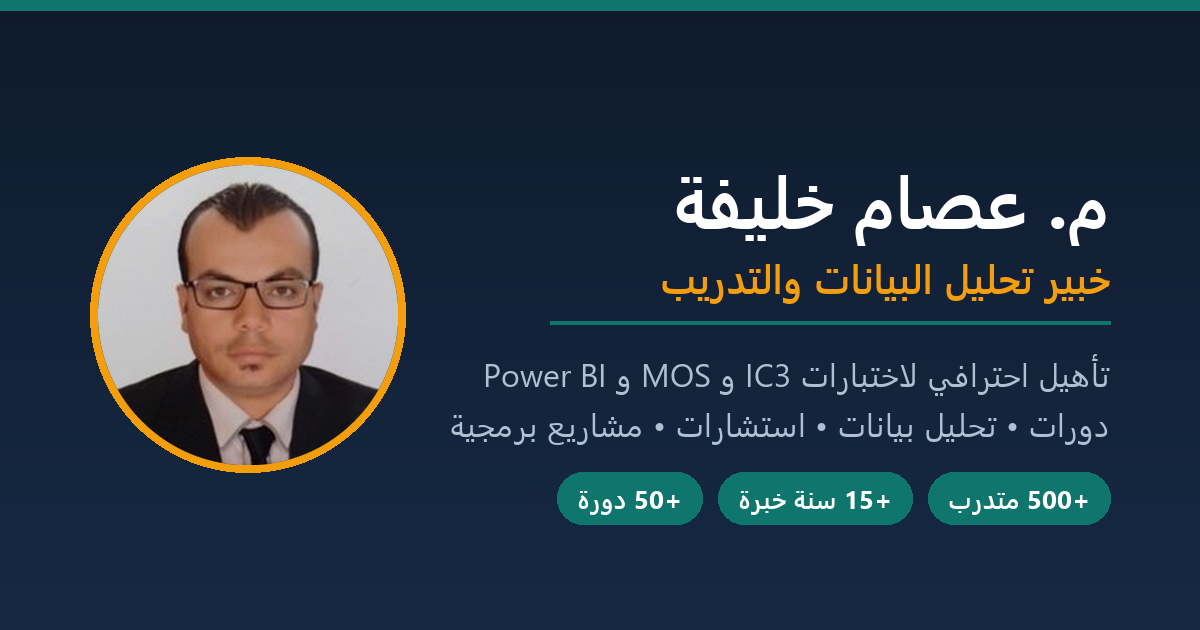 م. عصام خليفة
خبير تحليل البيانات والتدريب
تأهيل احترافي لاختبارات IC3 و MOS و Power BI
دورات • تحليل بيانات • استشارات • مشاريع برمجية
+500 متدرب
+15 سنة خبرة
+50 دورة